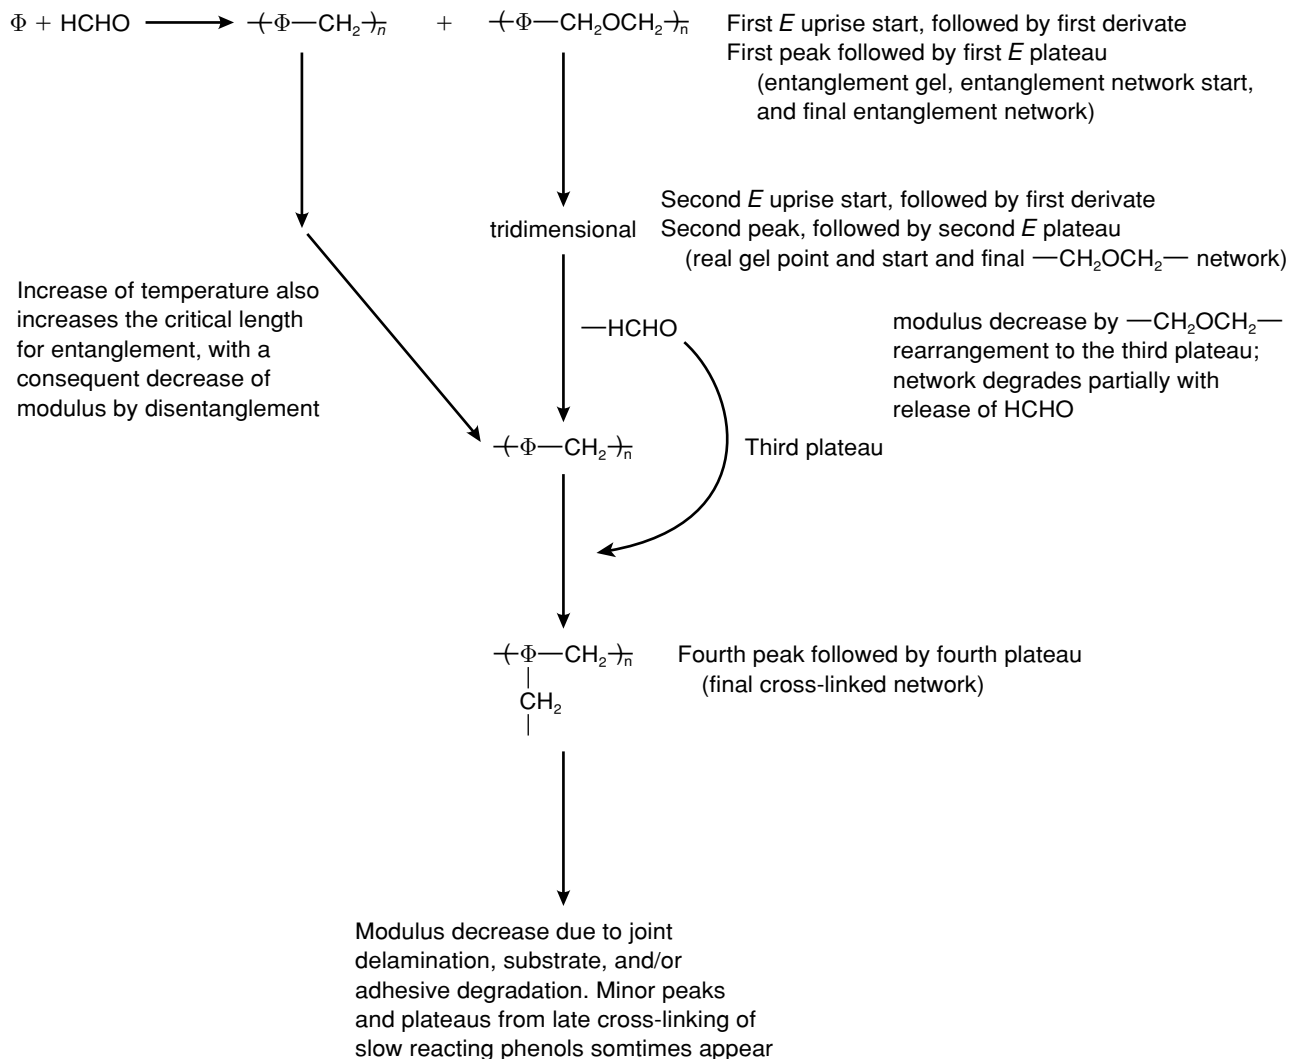 Φ + HCHO ⟶ –(Φ—CH₂)–ₙ + –(Φ—CH₂OCH₂)–ₙ
First E uprise start, followed by first derivate
First peak followed by first E plateau
(entanglement gel, entanglement network start,
and final entanglement network)
Second E uprise start, followed by first derivate
tridimensional
Second peak, followed by second E plateau
(real gel point and start and final —CH₂OCH₂— network)
Increase of temperature also
increases the critical length
for entanglement, with a
consequent decrease of
modulus by disentanglement
—HCHO
modulus decrease by —CH₂OCH₂—
rearrangement to the third plateau;
network degrades partially with
release of HCHO
–(Φ—CH₂)–ₙ
Third plateau
–(Φ—CH₂)–ₙ
CH₂
Fourth peak followed by fourth plateau
(final cross-linked network)
Modulus decrease due to joint
delamination, substrate, and/or
adhesive degradation. Minor peaks
and plateaus from late cross-linking of
slow reacting phenols somtimes appear